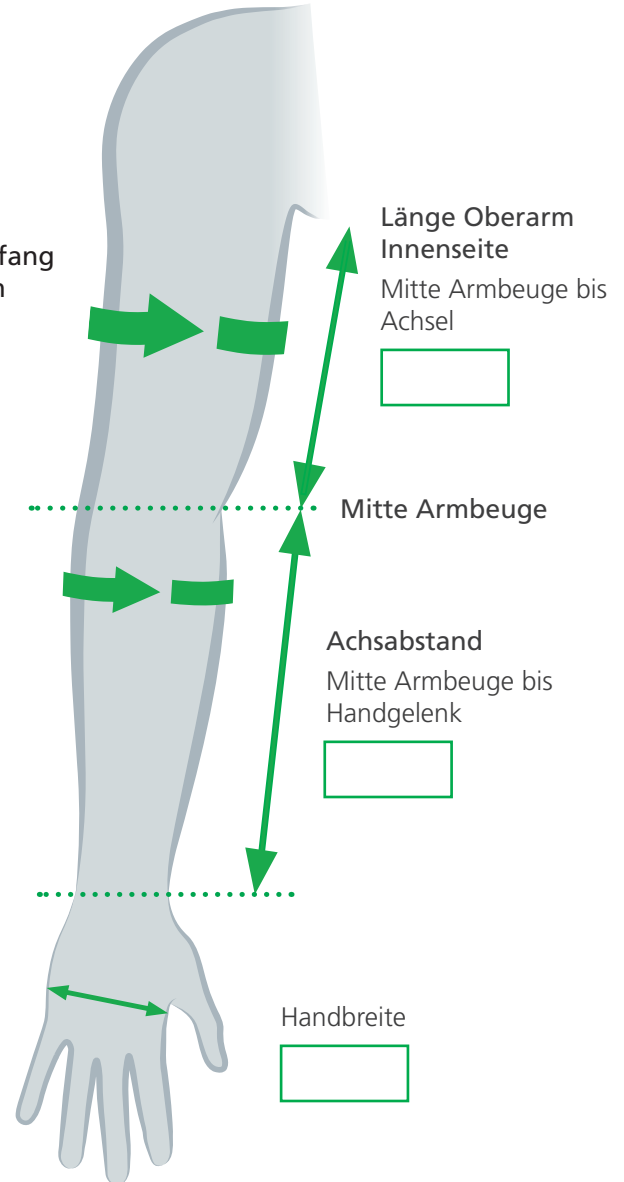 Länge Oberarm
Innenseite
fang
Mitte Armbeuge bis
Achsel
Mitte Armbeuge
Achsabstand
Mitte Armbeuge bis
Handgelenk
Handbreite